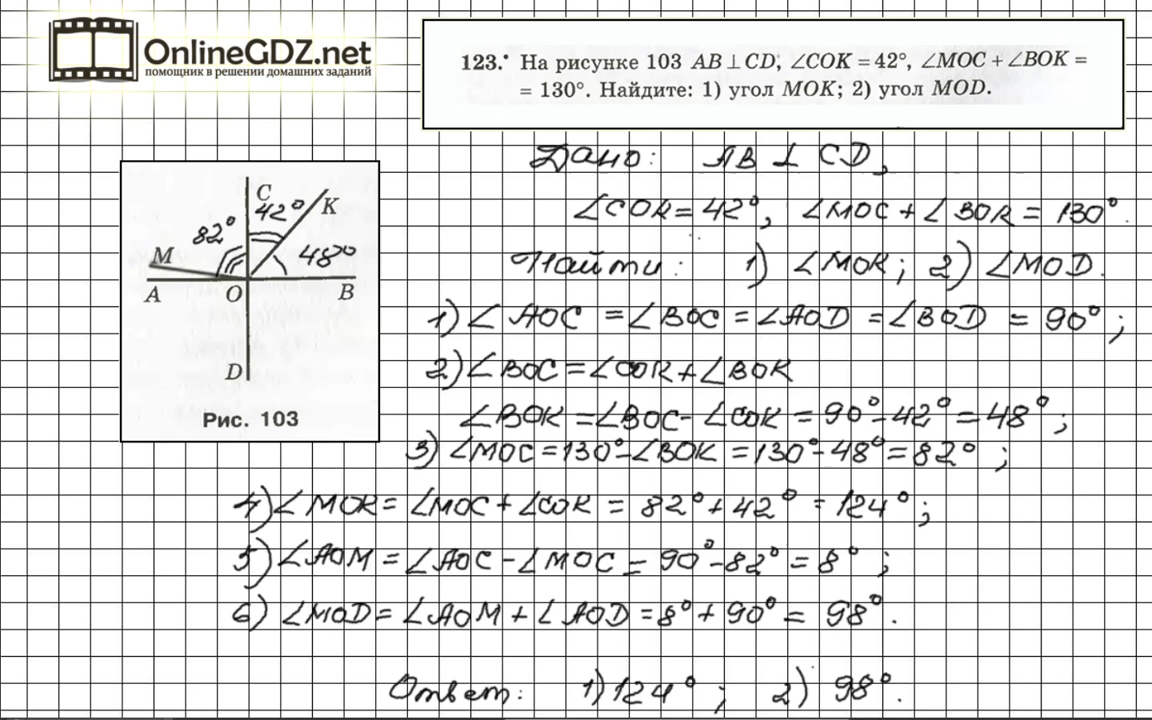 OnlineGDZ.net
помощник в решении домашних заданий
123.• На рисунке 103 AB ⊥ CD, ∠COK = 42°, ∠MOC + ∠BOK =
= 130°. Найдите: 1) угол MOK; 2) угол MOD.
Дано: AB ⊥ CD,
∠COK = 42°, ∠MOC + ∠BOK = 130°.
Найти: 1) ∠MOK; 2) ∠MOD.
C
42°
K
82°
48°
M
A
O
B
D
Рис. 103
1) ∠AOC = ∠BOC = ∠AOD = ∠BOD = 90°;
2) ∠BOC = ∠COK + ∠BOK
∠BOK = ∠BOC - ∠COK = 90° - 42° = 48°;
3) ∠MOC = 130° - ∠BOK = 130° - 48° = 82°;
4) ∠MOK = ∠MOC + ∠COK = 82° + 42° = 124°;
5) ∠AOM = ∠AOC - ∠MOC = 90° - 82° = 8°;
6) ∠MOD = ∠AOM + ∠AOD = 8° + 90° = 98°.
Ответ: 1) 124°; 2) 98°.